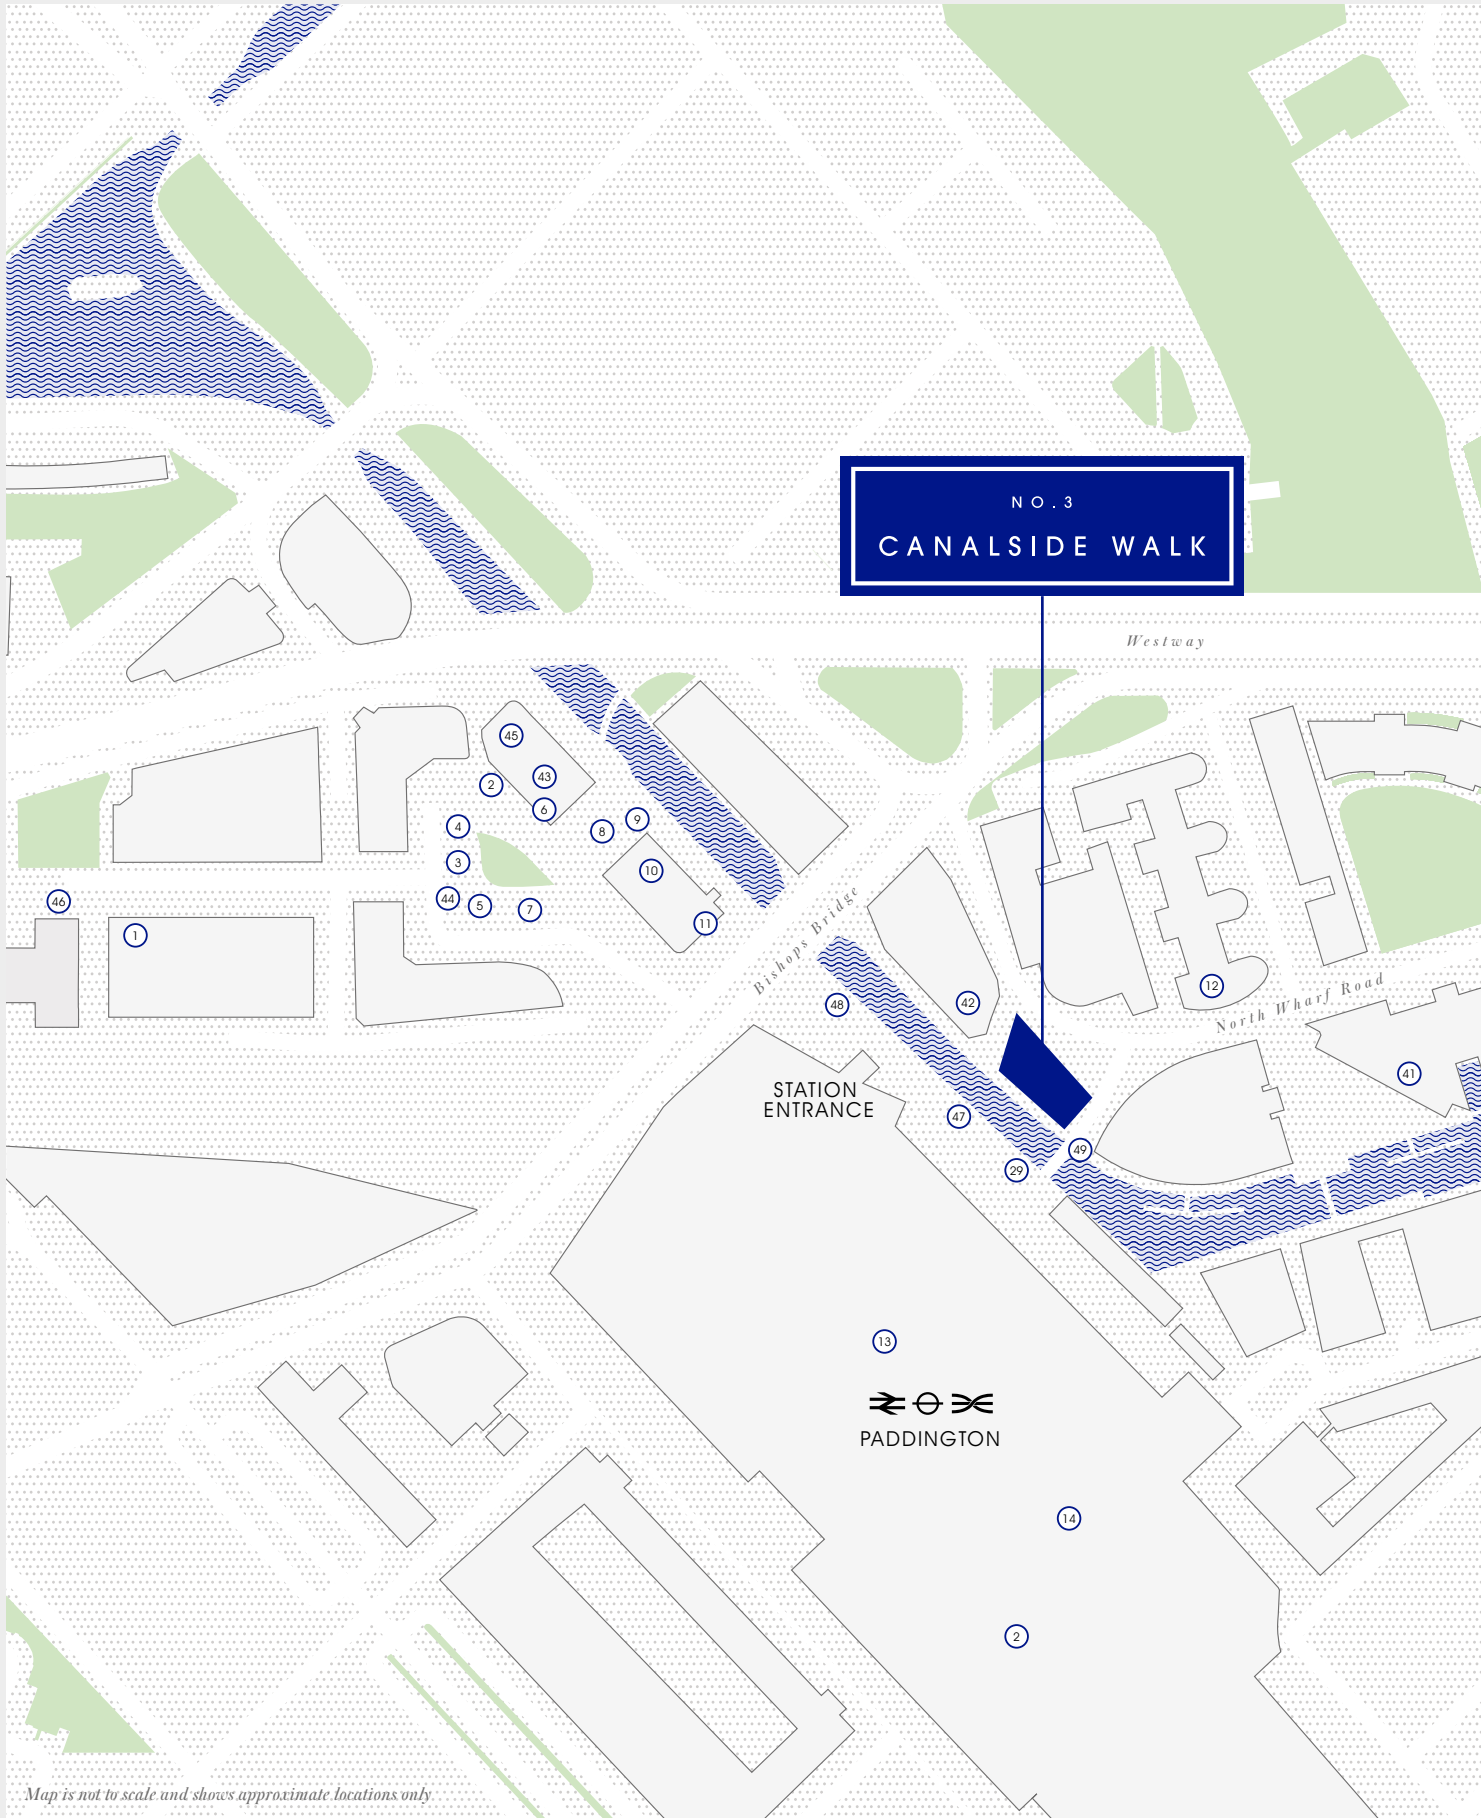 NO.3
CANALSIDE WALK
Westway
45
43
2
6
9
4
8
3
10
44
5
7
46
11
1
Bishops Bridge
12
42
48
North Wharf Road
41
STATION
ENTRANCE
47
49
29
13
PADDINGTON
14
2
Map is not to scale and shows approximate locations only